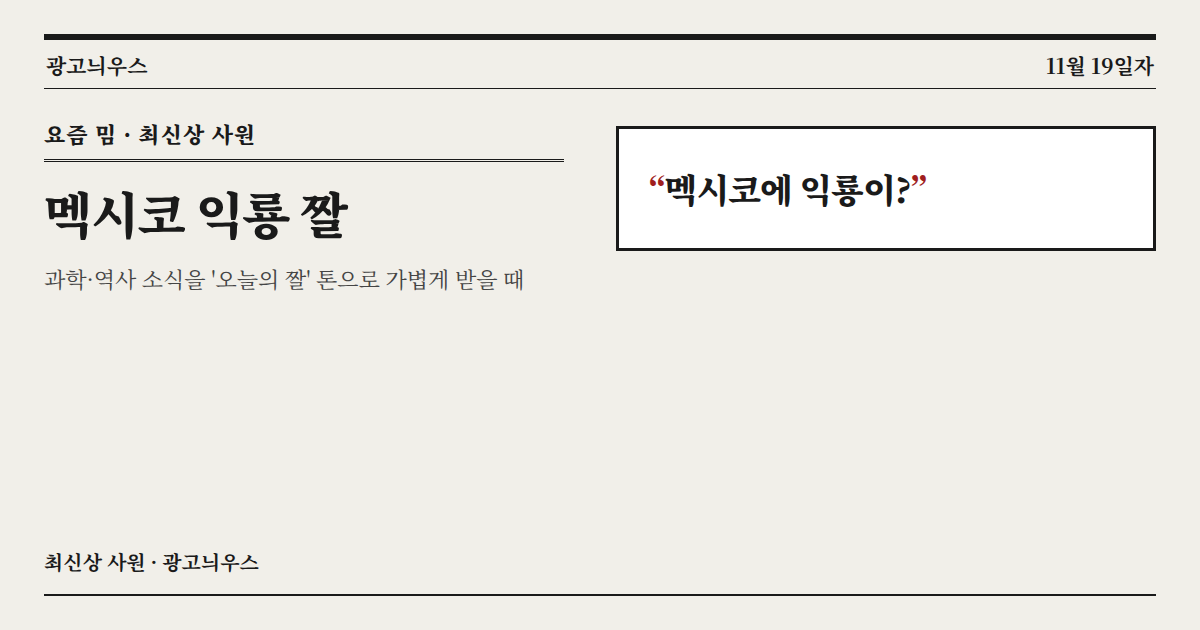 광고늬우스
11월 19일자
요즘 밈 · 최신상 사원
멕시코 익룡 짤
과학·역사 소식을 '오늘의 짤' 톤으로 가볍게 받을 때
“멕시코에 익룡이?”
최신상 사원 · 광고늬우스